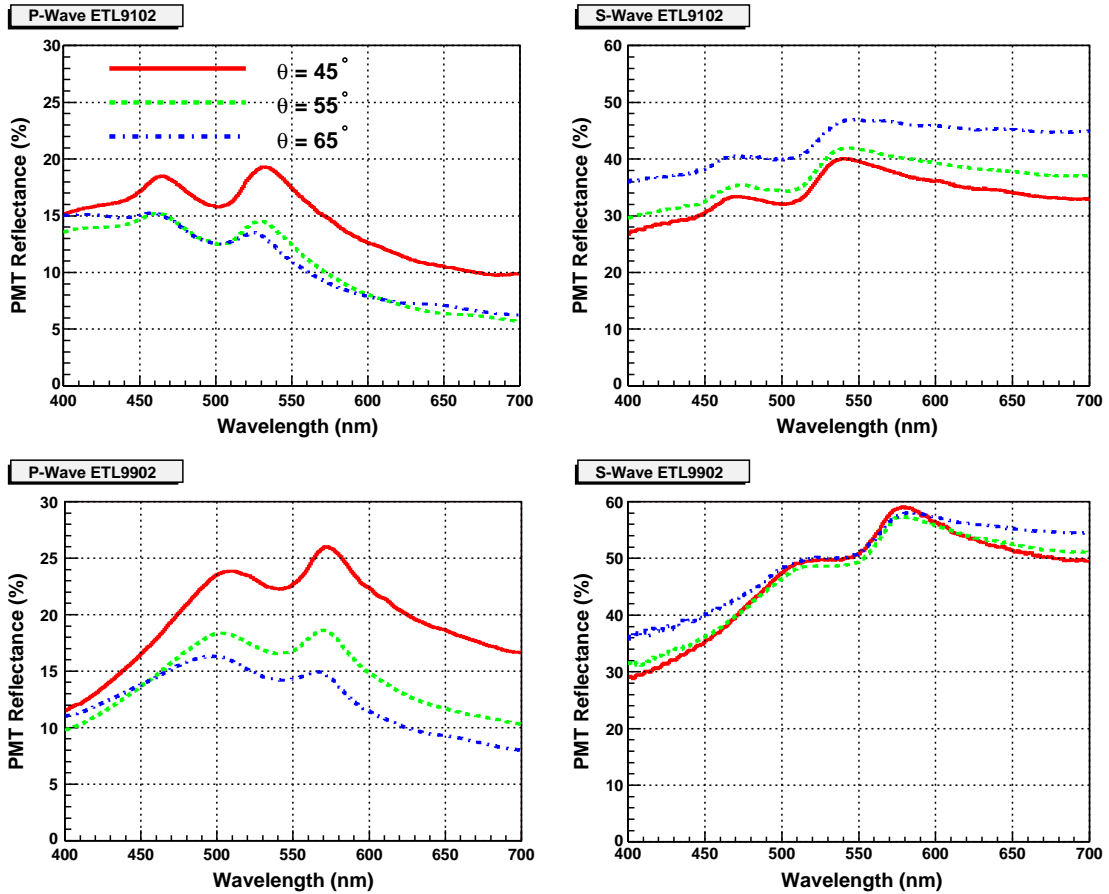 P-Wave ETL9102
30
25
20
15
10
5
0
400 450 500 550 600 650 700
PMT Reflectance (%)
Wavelength (nm)
θ = 45°
θ = 55°
θ = 65°
S-Wave ETL9102
60
50
40
30
20
10
0
400 450 500 550 600 650 700
PMT Reflectance (%)
Wavelength (nm)
P-Wave ETL9902
30
25
20
15
10
5
0
400 450 500 550 600 650 700
PMT Reflectance (%)
Wavelength (nm)
S-Wave ETL9902
60
50
40
30
20
10
0
400 450 500 550 600 650 700
PMT Reflectance (%)
Wavelength (nm)